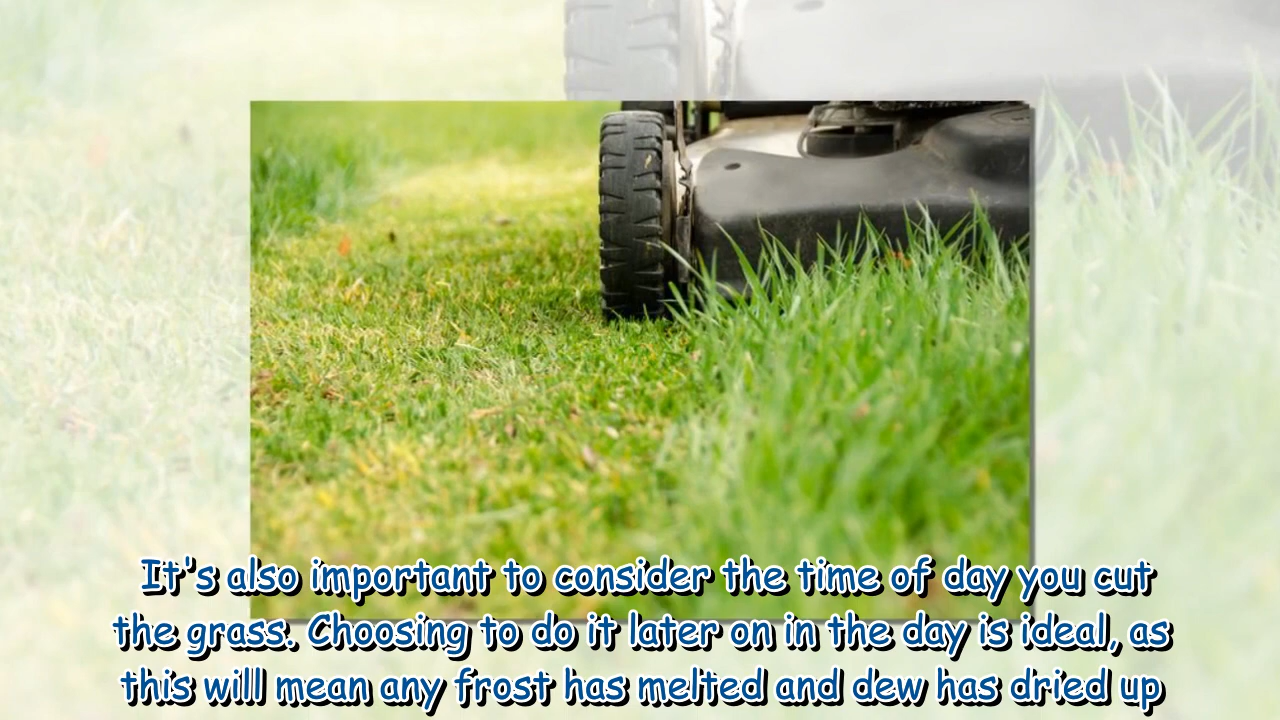 It's also important to consider the time of day you cut
the grass. Choosing to do it later on in the day is ideal, as
this will mean any frost has melted and dew has dried up